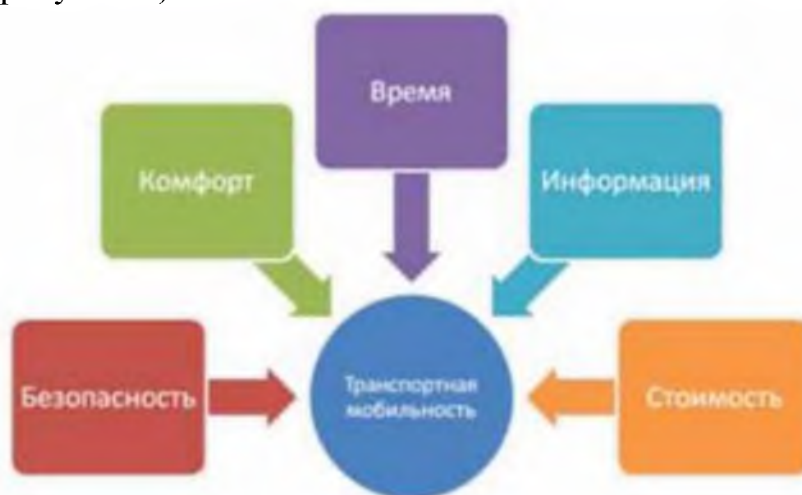 Время
Комфорт
Информация
Безопасность
Транспортная
мобильность
Стоимость